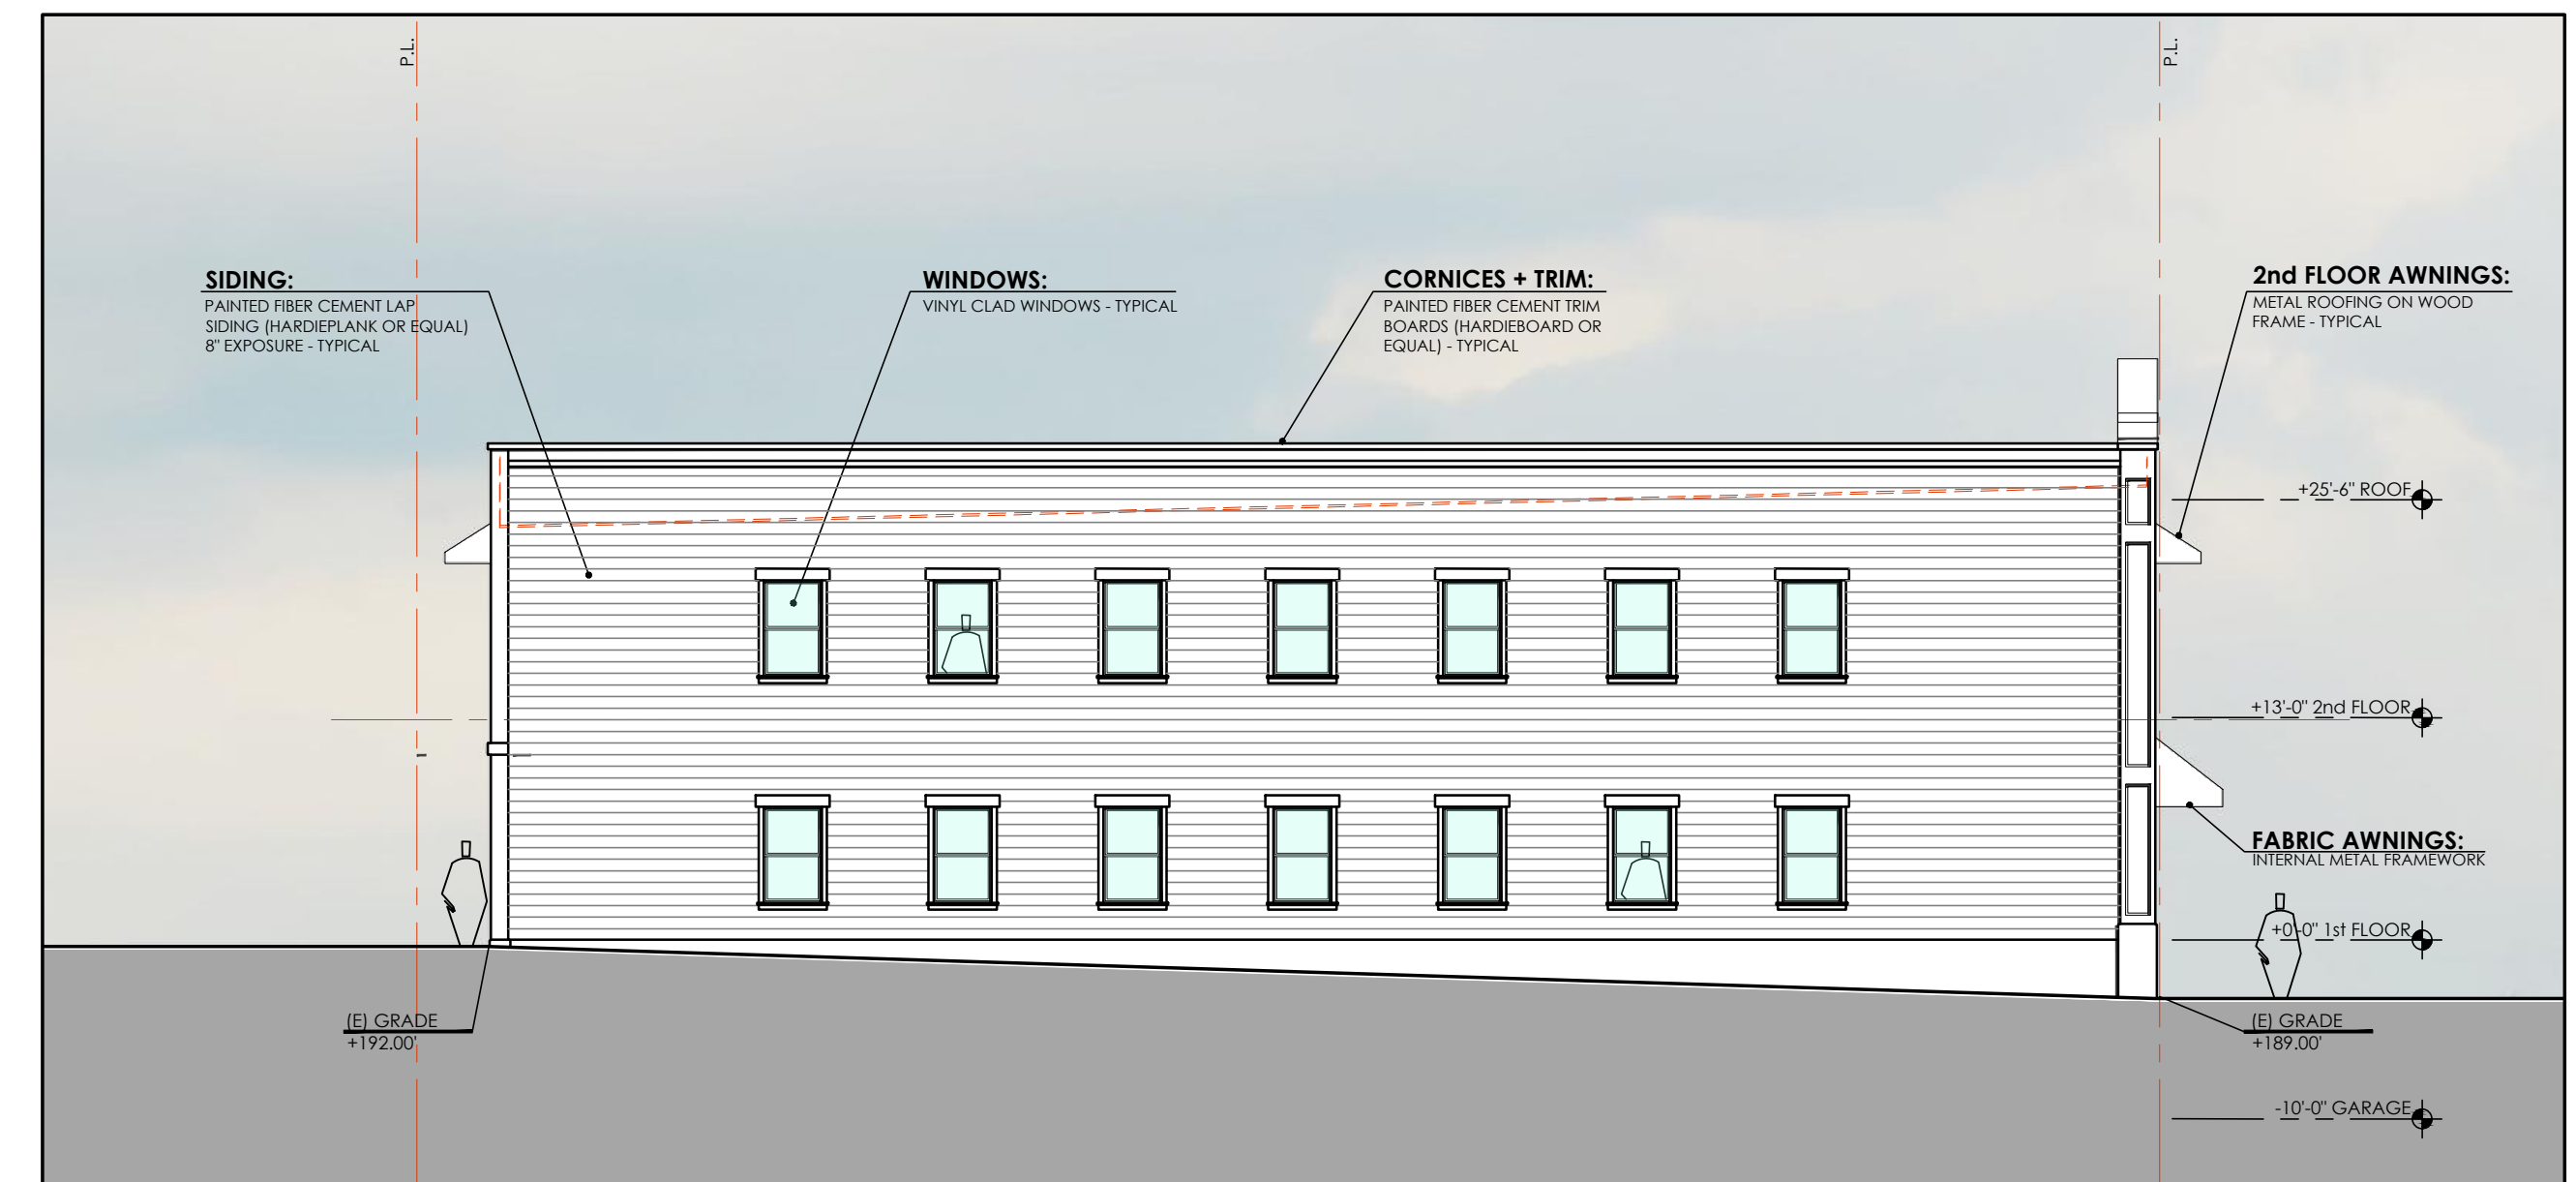 P.L.
P.L.
SIDING:
PAINTED FIBER CEMENT LAP
SIDING (HARDIEPLANK OR EQUAL)
8" EXPOSURE - TYPICAL
WINDOWS:
VINYL CLAD WINDOWS - TYPICAL
CORNICES + TRIM:
PAINTED FIBER CEMENT TRIM
BOARDS (HARDIEBOARD OR
EQUAL) - TYPICAL
2nd FLOOR AWNINGS:
METAL ROOFING ON WOOD
FRAME - TYPICAL
+25'-6" ROOF
+13'-0" 2nd FLOOR
FABRIC AWNINGS:
INTERNAL METAL FRAMEWORK
+0'-0" 1st FLOOR
(E) GRADE
+192.00'
(E) GRADE
+189.00'
-10'-0" GARAGE